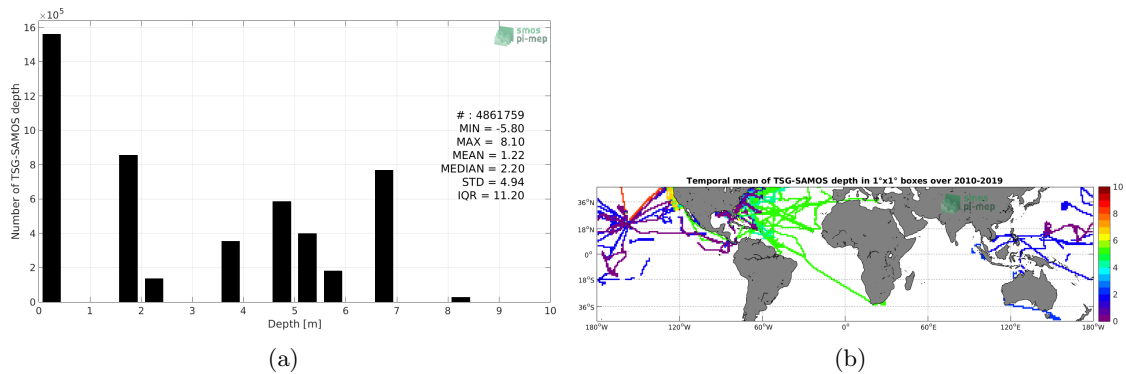 ×10⁵
16
14
12
10
8
6
4
2
0
Number of TSG-SAMOS depth
smos
pi-mep
# : 4861759
MIN = -5.80
MAX = 8.10
MEAN = 1.22
MEDIAN = 2.20
STD = 4.94
IQR = 11.20
0 1 2 3 4 5 6 7 8 9 10
Depth [m]
(a)
Temporal mean of TSG-SAMOS depth in 1°x1° boxes over 2010-2019
smos
pi-mep
36°N
18°N
0°
18°S
36°S
180°W 120°W 60°W 0° 60°E 120°E 180°E
10
8
6
4
2
0
(b)